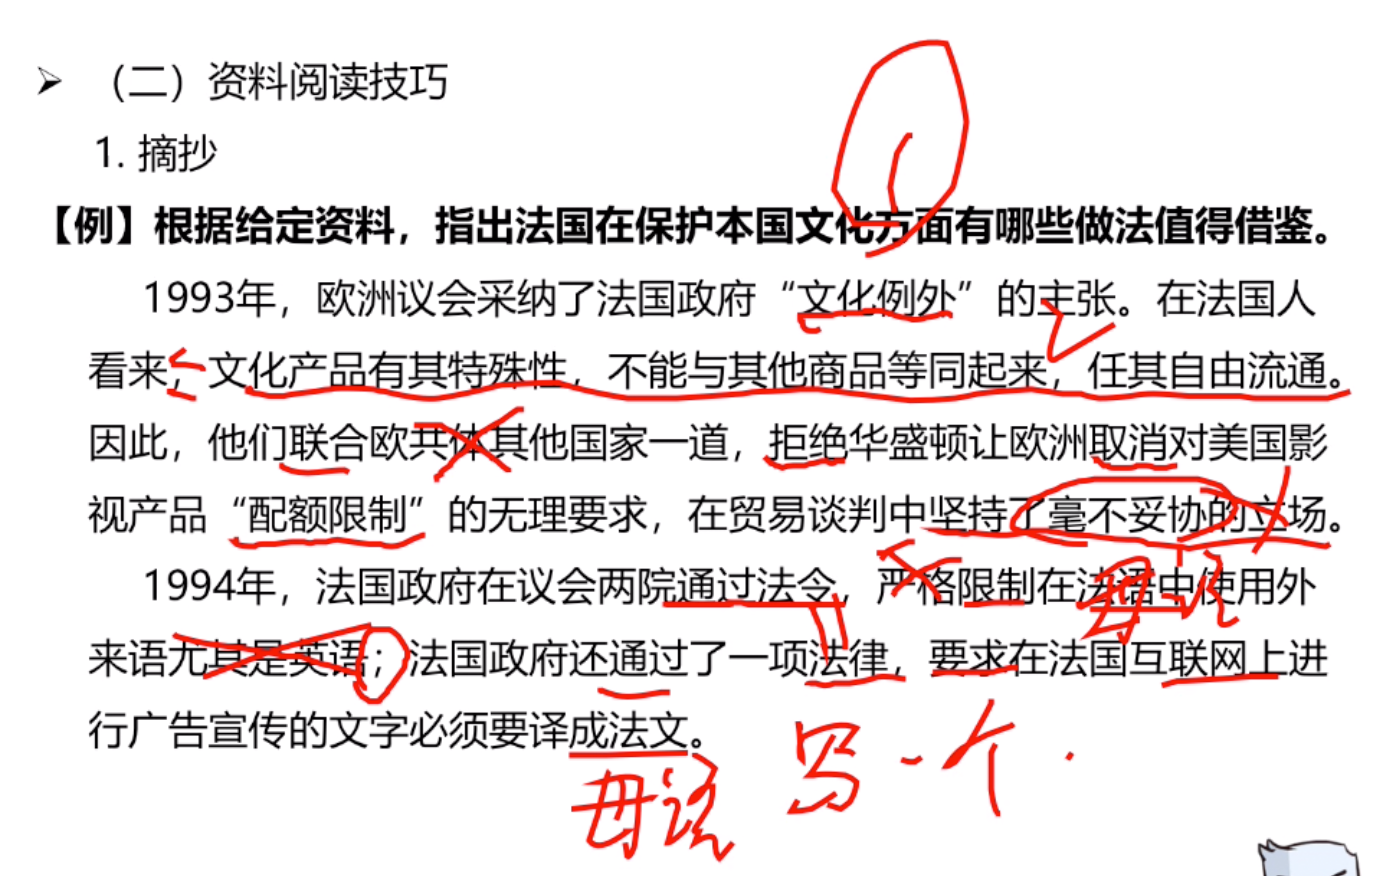 ➢ （二）资料阅读技巧
1. 摘抄
【例】根据给定资料，指出法国在保护本国文化方面有哪些做法值得借鉴。
1993年，欧洲议会采纳了法国政府“文化例外”的主张。在法国人
看来，文化产品有其特殊性，不能与其他商品等同起来，任其自由流通。
因此，他们联合欧共体其他国家一道，拒绝华盛顿让欧洲取消对美国影
视产品“配额限制”的无理要求，在贸易谈判中坚持了毫不妥协的立场。
1994年，法国政府在议会两院通过法令，严格限制在法语中使用外
母语
来语尤其是英语；法国政府还通过了一项法律，要求在法国互联网上进
行广告宣传的文字必须要译成法文。
母语 写一个